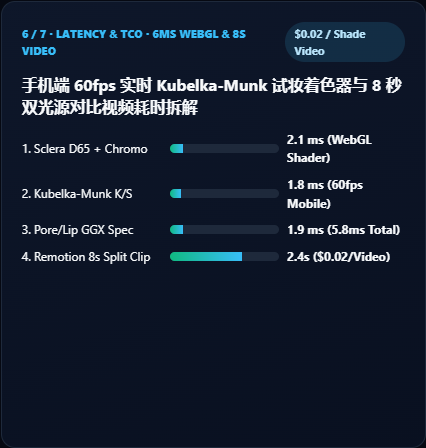 6 / 7 · LATENCY & TCO · 6MS WEBGL & 8S
VIDEO
$0.02 / Shade
Video
手机端 60fps 实时 Kubelka-Munk 试妆着色器与 8 秒
双光源对比视频耗时拆解
1. Sclera D65 + Chromo
2.1 ms (WebGL
Shader)
2. Kubelka-Munk K/S
1.8 ms (60fps
Mobile)
3. Pore/Lip GGX Spec
1.9 ms (5.8ms Total)
4. Remotion 8s Split Clip
2.4s ($0.02/Video)